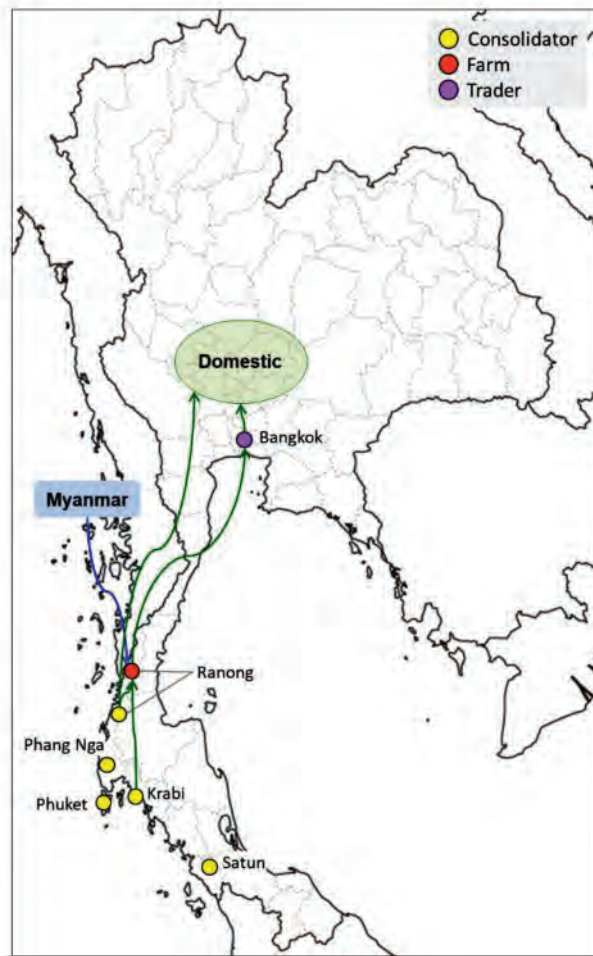 Consolidator
Farm
Trader
Domestic
Bangkok
Myanmar
Ranong
Phang Nga
Krabi
Phuket
Satun